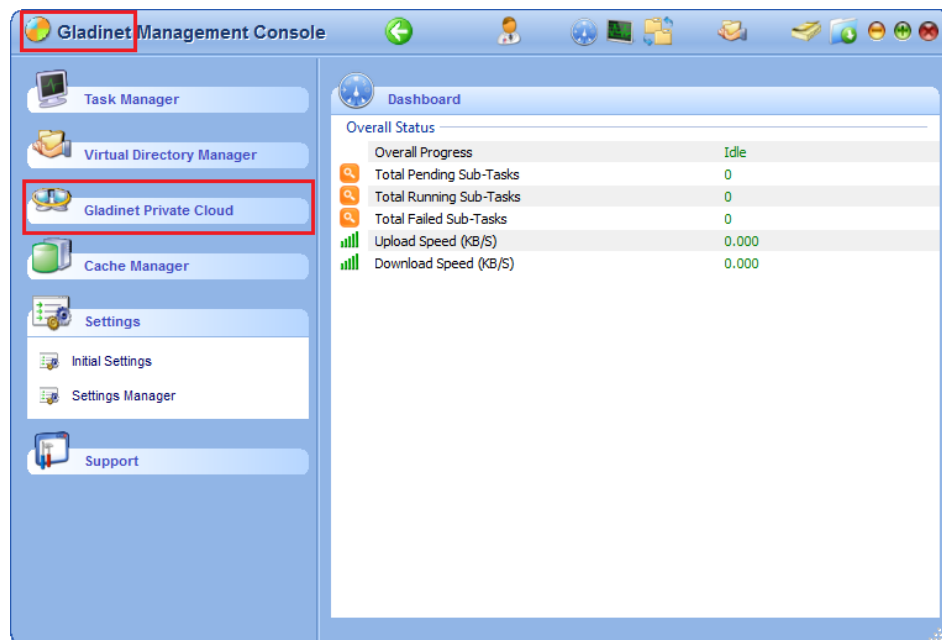 Gladinet Management Console
Task Manager
Virtual Directory Manager
Gladinet Private Cloud
Cache Manager
Settings
Initial Settings
Settings Manager
Support
Dashboard
Overall Status
Overall Progress Idle
Total Pending Sub-Tasks 0
Total Running Sub-Tasks 0
Total Failed Sub-Tasks 0
Upload Speed (KB/S) 0.000
Download Speed (KB/S) 0.000